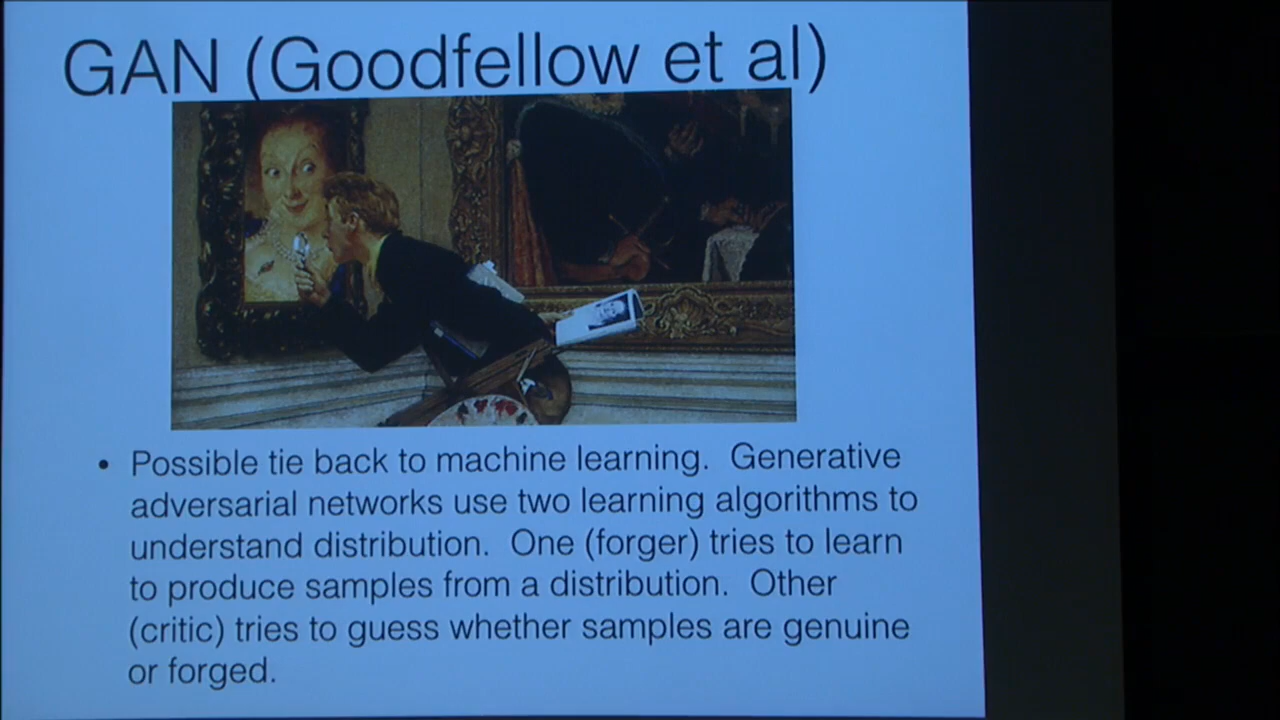 GAN (Goodfellow et al)
• Possible tie back to machine learning. Generative
adversarial networks use two learning algorithms to
understand distribution. One (forger) tries to learn
to produce samples from a distribution. Other
(critic) tries to guess whether samples are genuine
or forged.